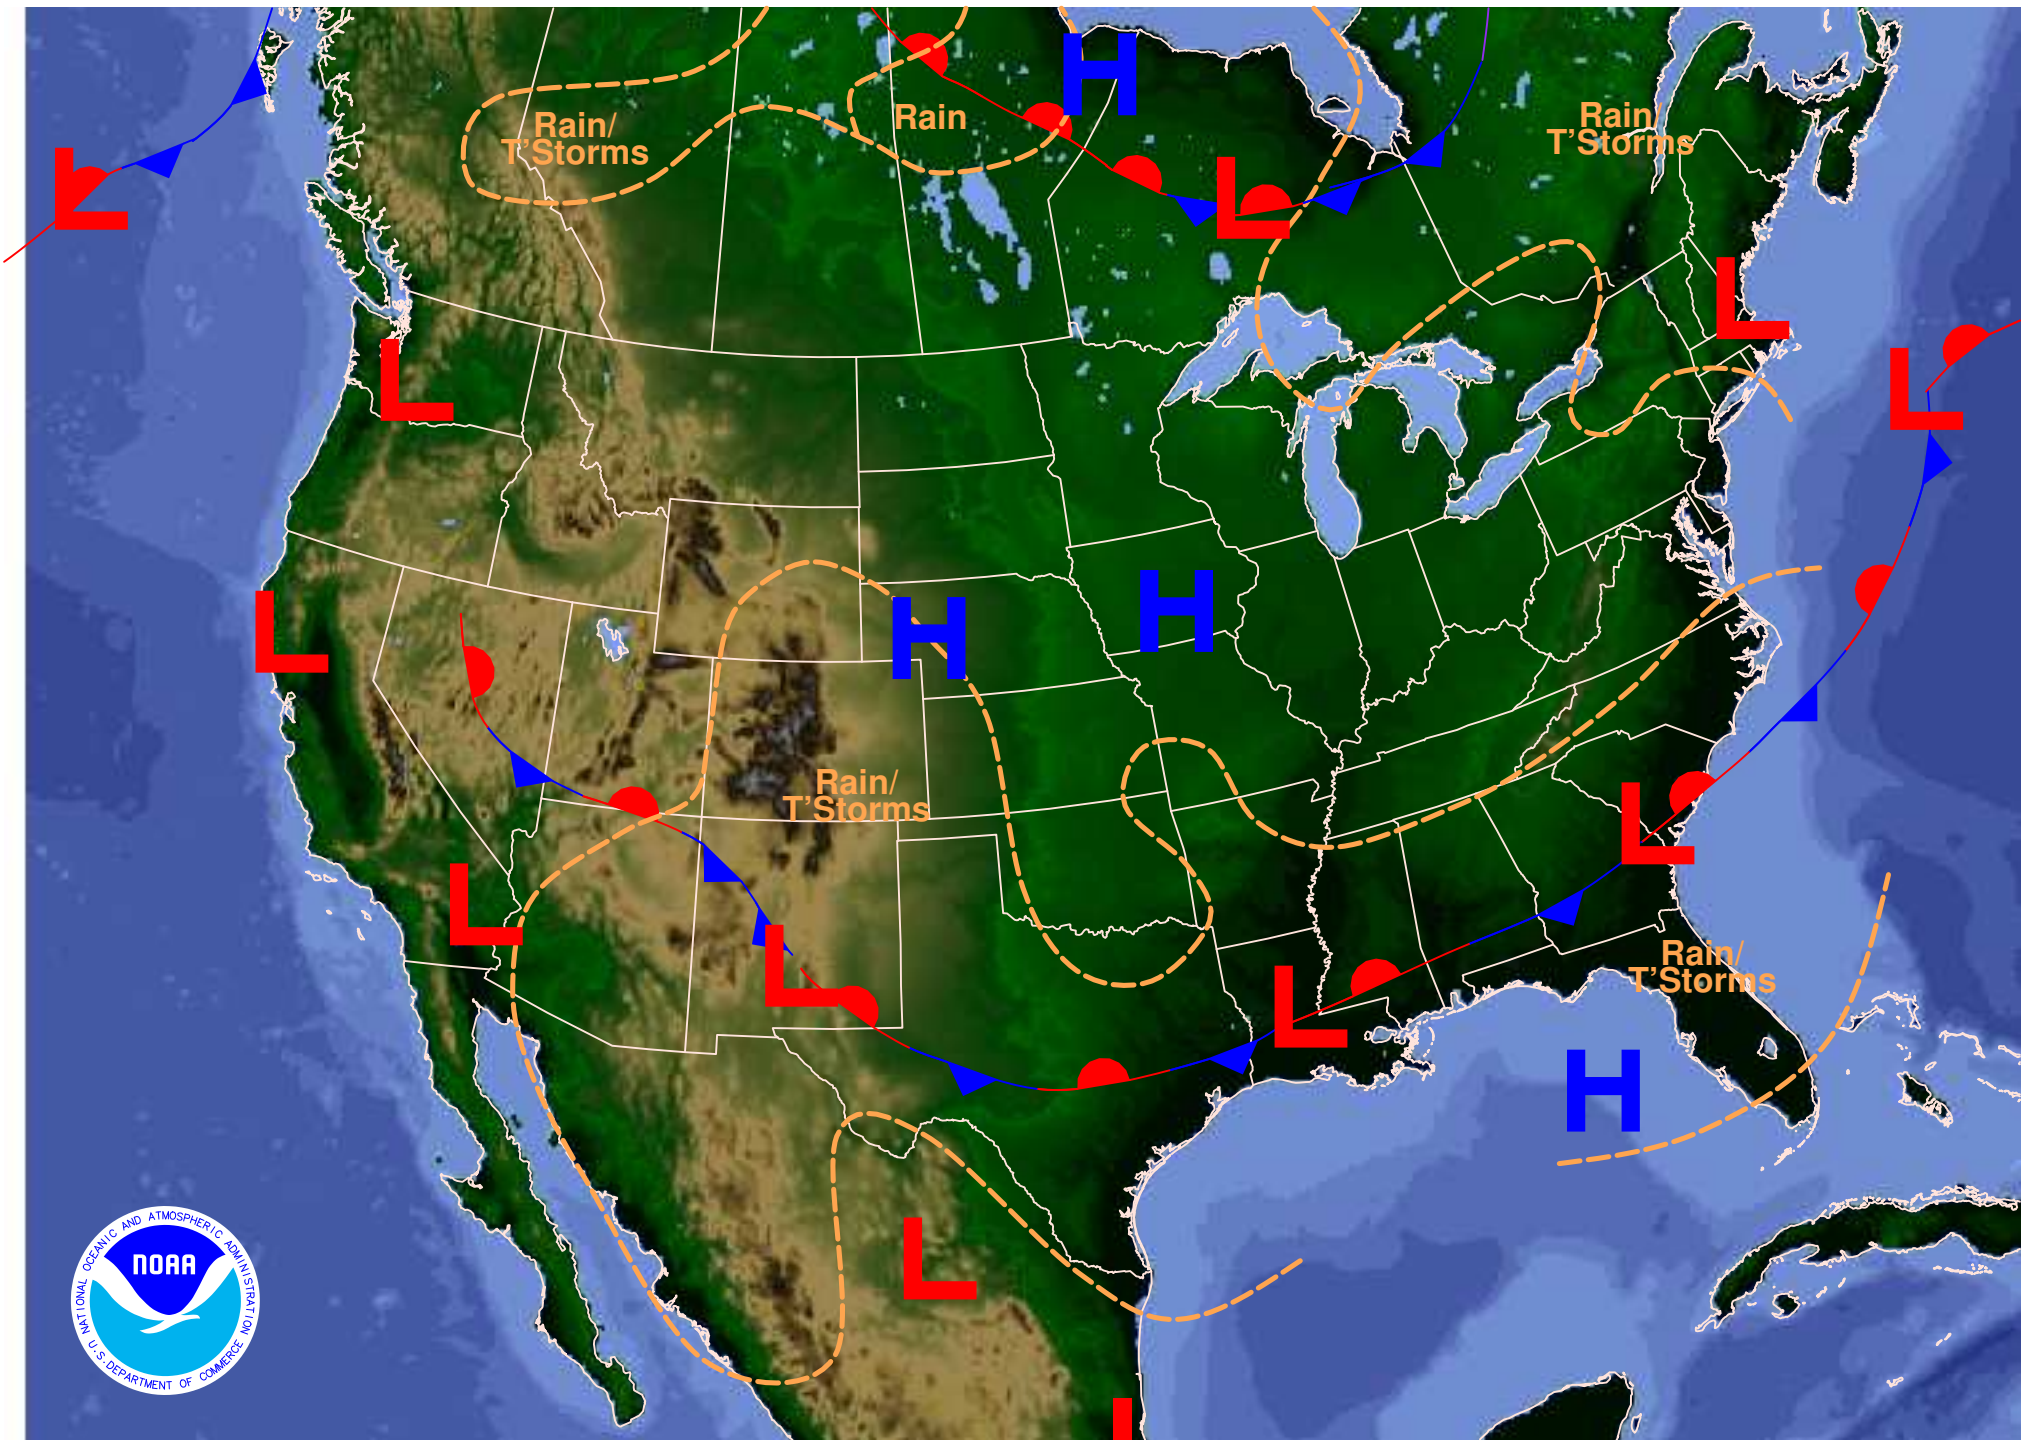 H
Rain/
T'Storms
Rain
Rain/
T'Storms
L
L
L
L
L
H
H
L
L
Rain/
T'Storms
L
L
L
Rain/
T'Storms
L
H
L
L
NOAA
NATIONAL OCEANIC AND ATMOSPHERIC ADMINISTRATION
U.S. DEPARTMENT OF COMMERCE